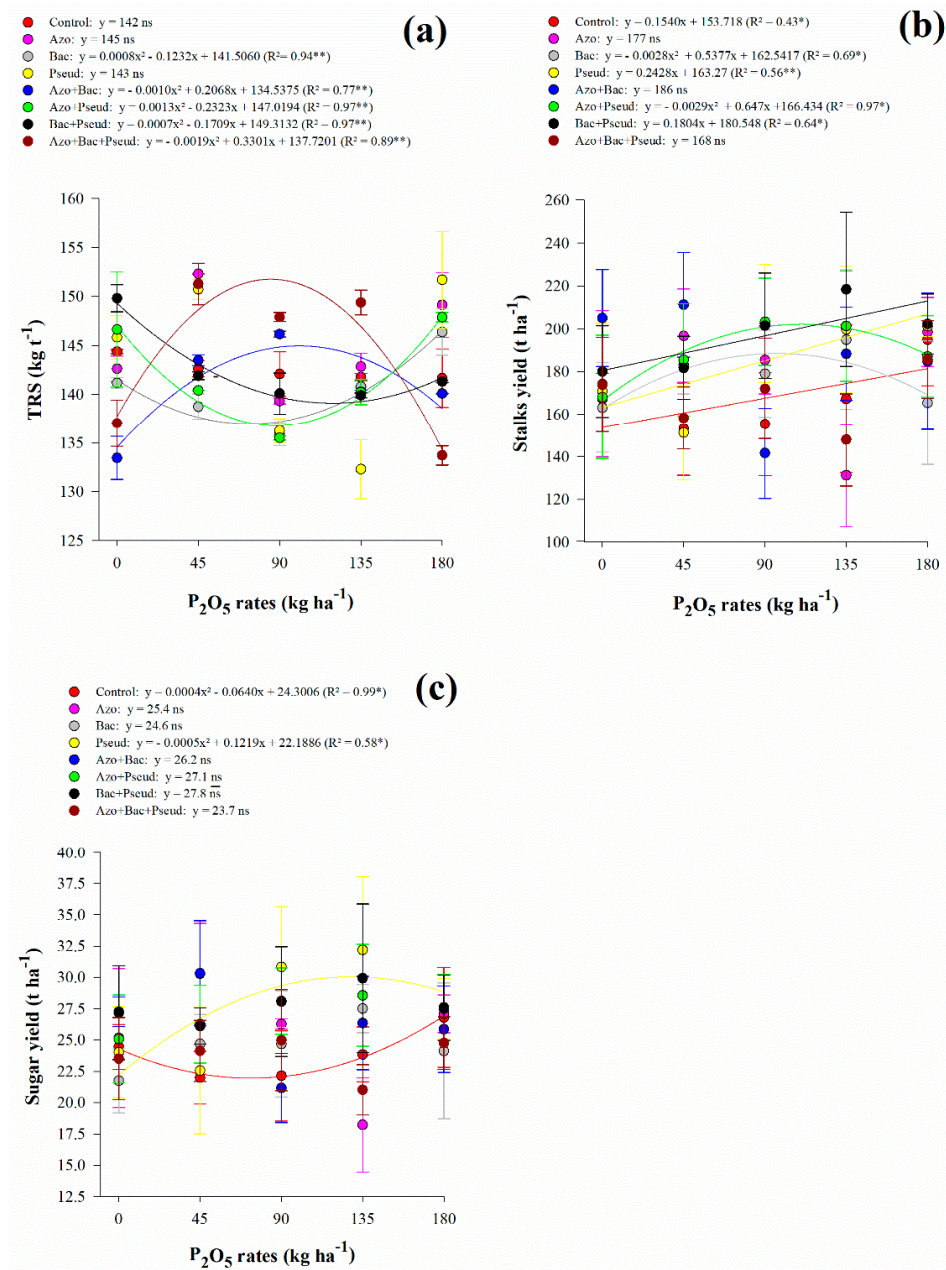 Control: y = 142 ns
Azo: y = 145 ns
Bac: y = 0.0008x² - 0.1232x + 141.5060 (R²= 0.94**)
Pseud: y = 143 ns
Azo+Bac: y = - 0.0010x² + 0.2068x + 134.5375 (R² = 0.77**)
Azo+Pseud: y = 0.0013x² - 0.2323x + 147.0194 (R² = 0.97**)
Bac+Pseud: y – 0.0007x² - 0.1709x + 149.3132 (R² – 0.97**)
Azo+Bac+Pseud: y = - 0.0019x² + 0.3301x + 137.7201 (R² = 0.89**)
(a)
160
155
150
145
140
135
130
125
TRS (kg t⁻¹)
0 45 90 135 180
P₂O₅ rates (kg ha⁻¹)
Control: y – 0.1540x + 153.718 (R² – 0.43*)
Azo: y = 177 ns
Bac: y = - 0.0028x² + 0.5377x + 162.5417 (R² = 0.69*)
Pseud: y = 0.2428x + 163.27 (R² = 0.56**)
Azo+Bac: y = 186 ns
Azo+Pseud: y = - 0.0029x² + 0.647x +166.434 (R² = 0.97*)
Bac+Pseud: y = 0.1804x + 180.548 (R² = 0.64*)
Azo+Bac+Pseud: y = 168 ns
(b)
260
240
220
200
180
160
140
120
100
Stalks yield (t ha⁻¹)
0 45 90 135 180
P₂O₅ rates (kg ha⁻¹)
Control: y – 0.0004x² - 0.0640x + 24.3006 (R² – 0.99*)
Azo: y = 25.4 ns
Bac: y = 24.6 ns
Pseud: y = - 0.0005x² + 0.1219x + 22.1886 (R² = 0.58*)
Azo+Bac: y = 26.2 ns
Azo+Pseud: y = 27.1 ns
Bac+Pseud: y – 27.8 ns
Azo+Bac+Pseud: y = 23.7 ns
(c)
40.0
37.5
35.0
32.5
30.0
27.5
25.0
22.5
20.0
17.5
15.0
12.5
Sugar yield (t ha⁻¹)
0 45 90 135 180
P₂O₅ rates (kg ha⁻¹)